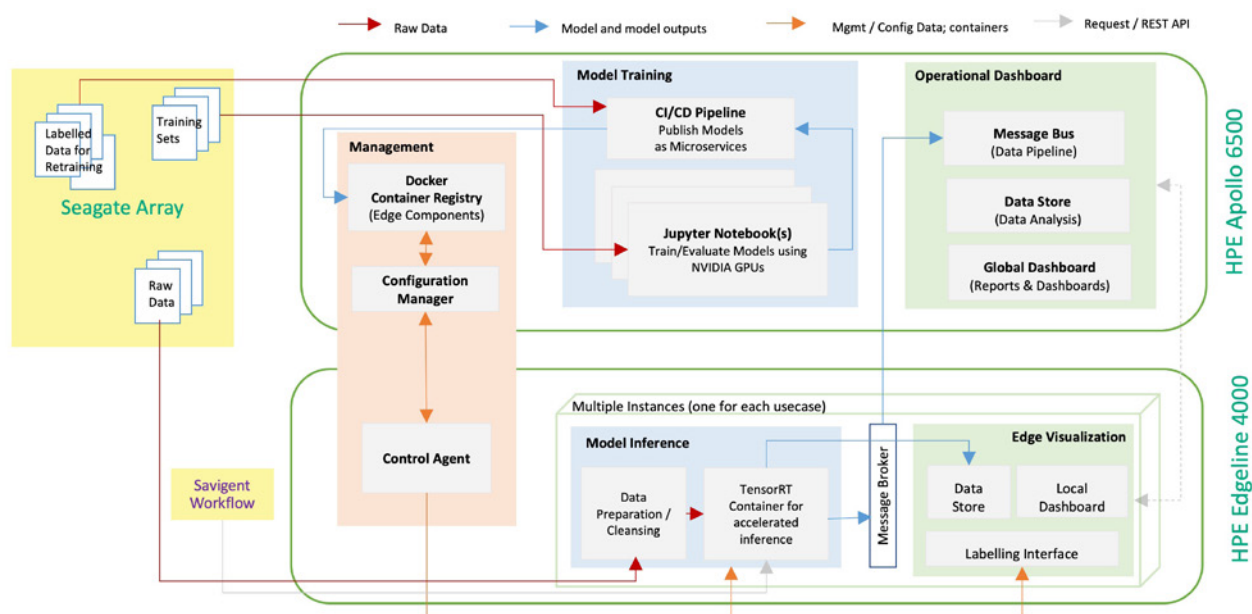 Raw Data
Model and model outputs
Mgmt / Config Data; containers
Request / REST API
Labelled
Data for
Retraining
Training
Sets
Seagate Array
Raw
Data
Management
Docker
Container Registry
(Edge Components)
Configuration
Manager
Control Agent
Model Training
CI/CD Pipeline
Publish Models
as Microservices
Jupyter Notebook(s)
Train/Evaluate Models using
NVIDIA GPUs
Operational Dashboard
Message Bus
(Data Pipeline)
Data Store
(Data Analysis)
Global Dashboard
(Reports & Dashboards)
HPE Apollo 6500
Savigent
Workflow
Multiple Instances (one for each usecase)
Model Inference
Data
Preparation /
Cleansing
TensorRT
Container for
accelerated
inference
Message Broker
Edge Visualization
Data
Store
Local
Dashboard
Labelling Interface
HPE Edgeline 4000